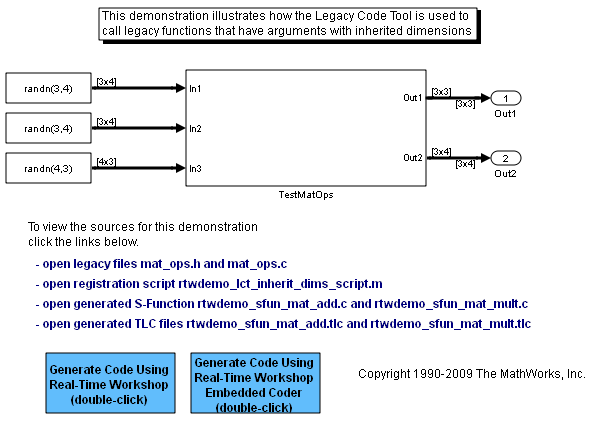 This demonstration illustrates how the Legacy Code Tool is used to
call legacy functions that have arguments with inherited dimensions
randn(3,4)
[3x4]
In1
Out1
[3x3]
[3x3]
1
Out1
randn(3,4)
[3x4]
In2
randn(4,3)
[4x3]
In3
Out2
[3x4]
[3x4]
2
Out2
TestMatOps
To view the sources for this demonstration
click the links below.
- open legacy files mat_ops.h and mat_ops.c
- open registration script rtwdemo_lct_inherit_dims_script.m
- open generated S-Function rtwdemo_sfun_mat_add.c and rtwdemo_sfun_mat_mult.c
- open generated TLC files rtwdemo_sfun_mat_add.tlc and rtwdemo_sfun_mat_mult.tlc
Generate Code Using
Real-Time Workshop
(double-click)
Generate Code Using
Real-Time Workshop
Embedded Coder
(double-click)
Copyright 1990-2009 The MathWorks, Inc.